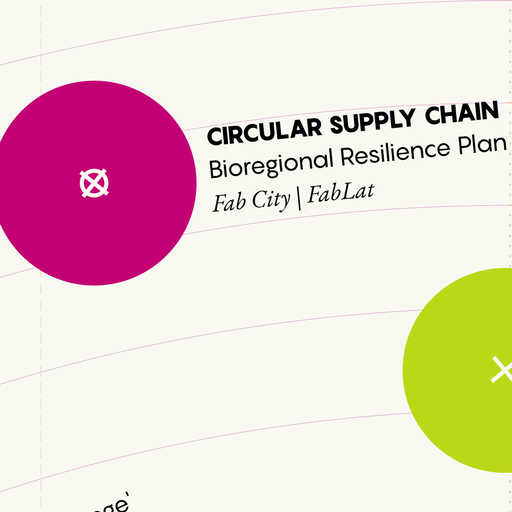 CIRCULAR SUPPLY CHAIN
Bioregional Resilience Plan
Fab City | FabLat